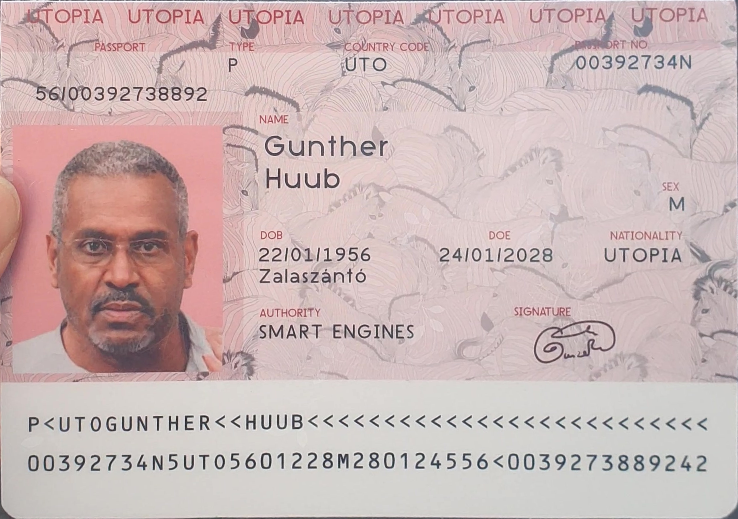 UTOPIA UTOPIA UTOPIA UTOPIA UTOPIA UTOPIA UTOPIA
PASSPORT TYPE COUNTRY CODE PASSPORT NO.
P UTO 00392734N
56/00392738892
NAME
Gunther
Huub
SEX
M
DOB DOE NATIONALITY
22/01/1956 24/01/2028 UTOPIA
Zalaszántó
AUTHORITY SIGNATURE
SMART ENGINES
P<UTOGUNTHER<<HUUB<<<<<<<<<<<<<<<<<<<<<<<<<<
00392734N5UTO5601228M280124556<0039273889242